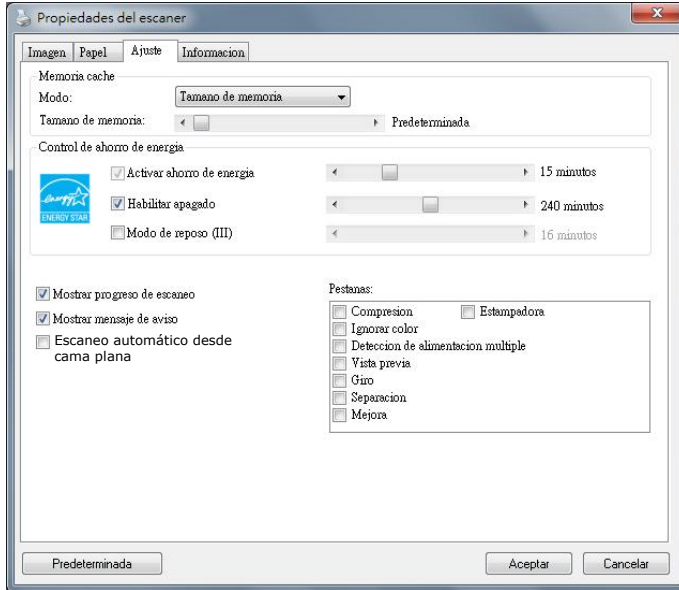 Propiedades del escaner
Imagen Papel Ajuste Informacion
Memoria cache
Modo: Tamano de memoria
Tamano de memoria: Predeterminada
Control de ahorro de energia
Activar ahorro de energia 15 minutos
energy
ENERGY STAR
Habilitar apagado 240 minutos
Modo de reposo (III) 16 minutos
Mostrar progreso de escaneo
Mostrar mensaje de aviso
Escaneo automático desde
cama plana
Pestanas:
Compresion Estampadora
Ignorar color
Deteccion de alimentacion multiple
Vista previa
Giro
Separacion
Mejora
Predeterminada Aceptar Cancelar